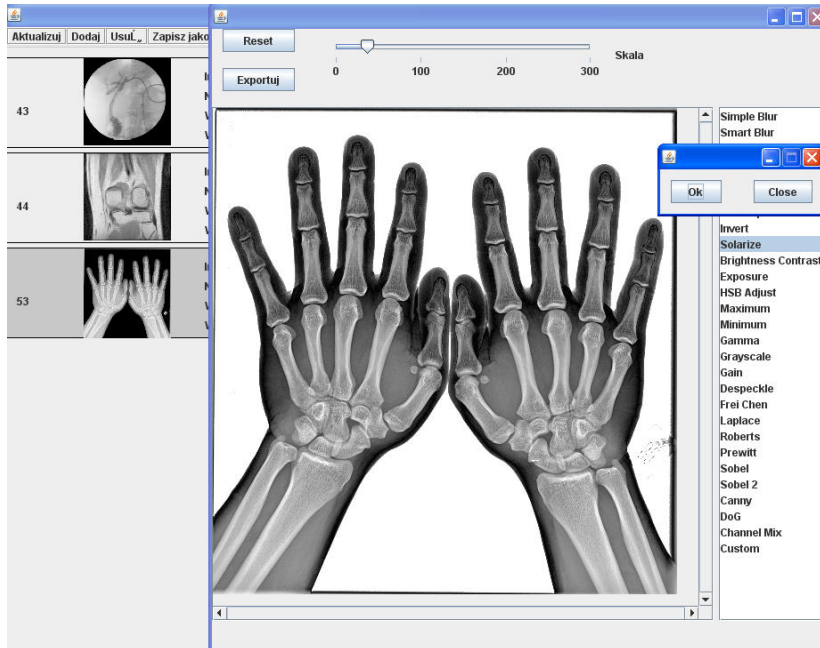 Aktualizuj Dodaj UsuĹ„ Zapisz jako
43
44
53
Reset
Exportuj
0 100 200 300
Skala
Simple Blur
Smart Blur
Ok Close
Invert
Solarize
Brightness Contrast
Exposure
HSB Adjust
Maximum
Minimum
Gamma
Grayscale
Gain
Despeckle
Frei Chen
Laplace
Roberts
Prewitt
Sobel
Sobel 2
Canny
DoG
Channel Mix
Custom